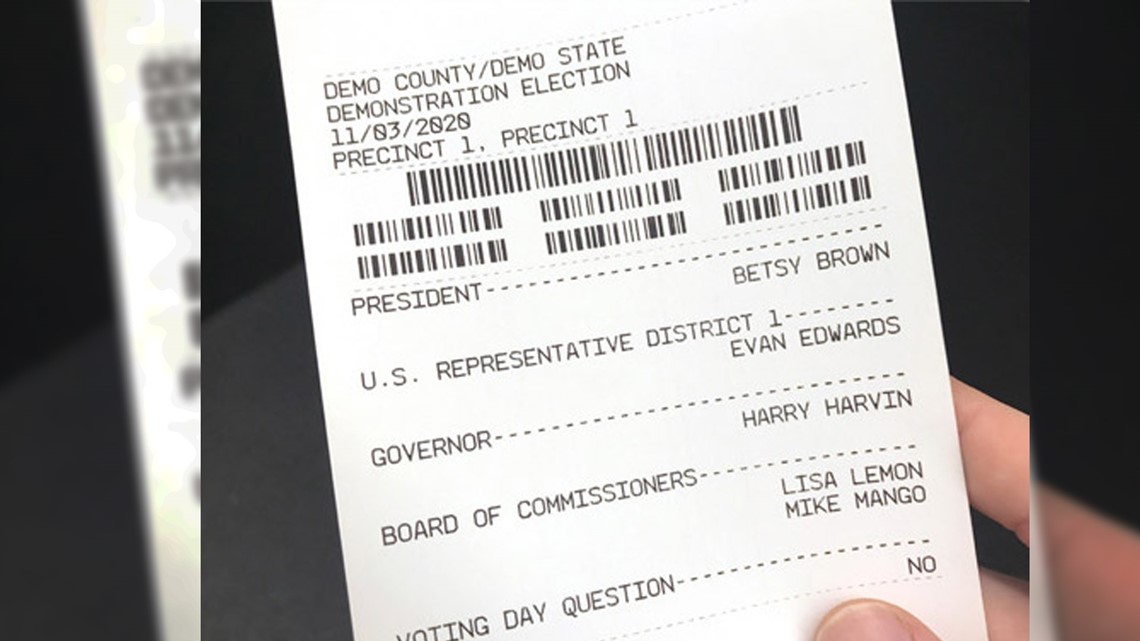 DEMO COUNTY/DEMO STATE
DEMONSTRATION ELECTION
11/03/2020
PRECINCT 1, PRECINCT 1
PRESIDENT
BETSY BROWN
U.S. REPRESENTATIVE DISTRICT 1
EVAN EDWARDS
GOVERNOR
HARRY HARVIN
BOARD OF COMMISSIONERS
LISA LEMON
MIKE MANGO
VOTING DAY QUESTION
NO